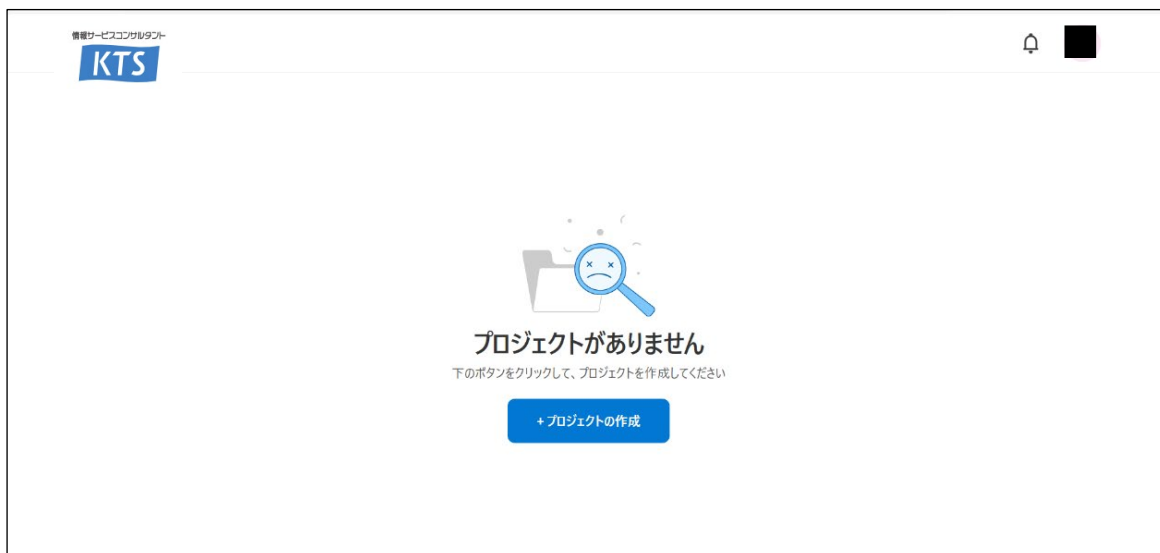 情報サービスコンサルタント
KTS
プロジェクトがありません
下のボタンをクリックして、プロジェクトを作成してください
+ プロジェクトの作成